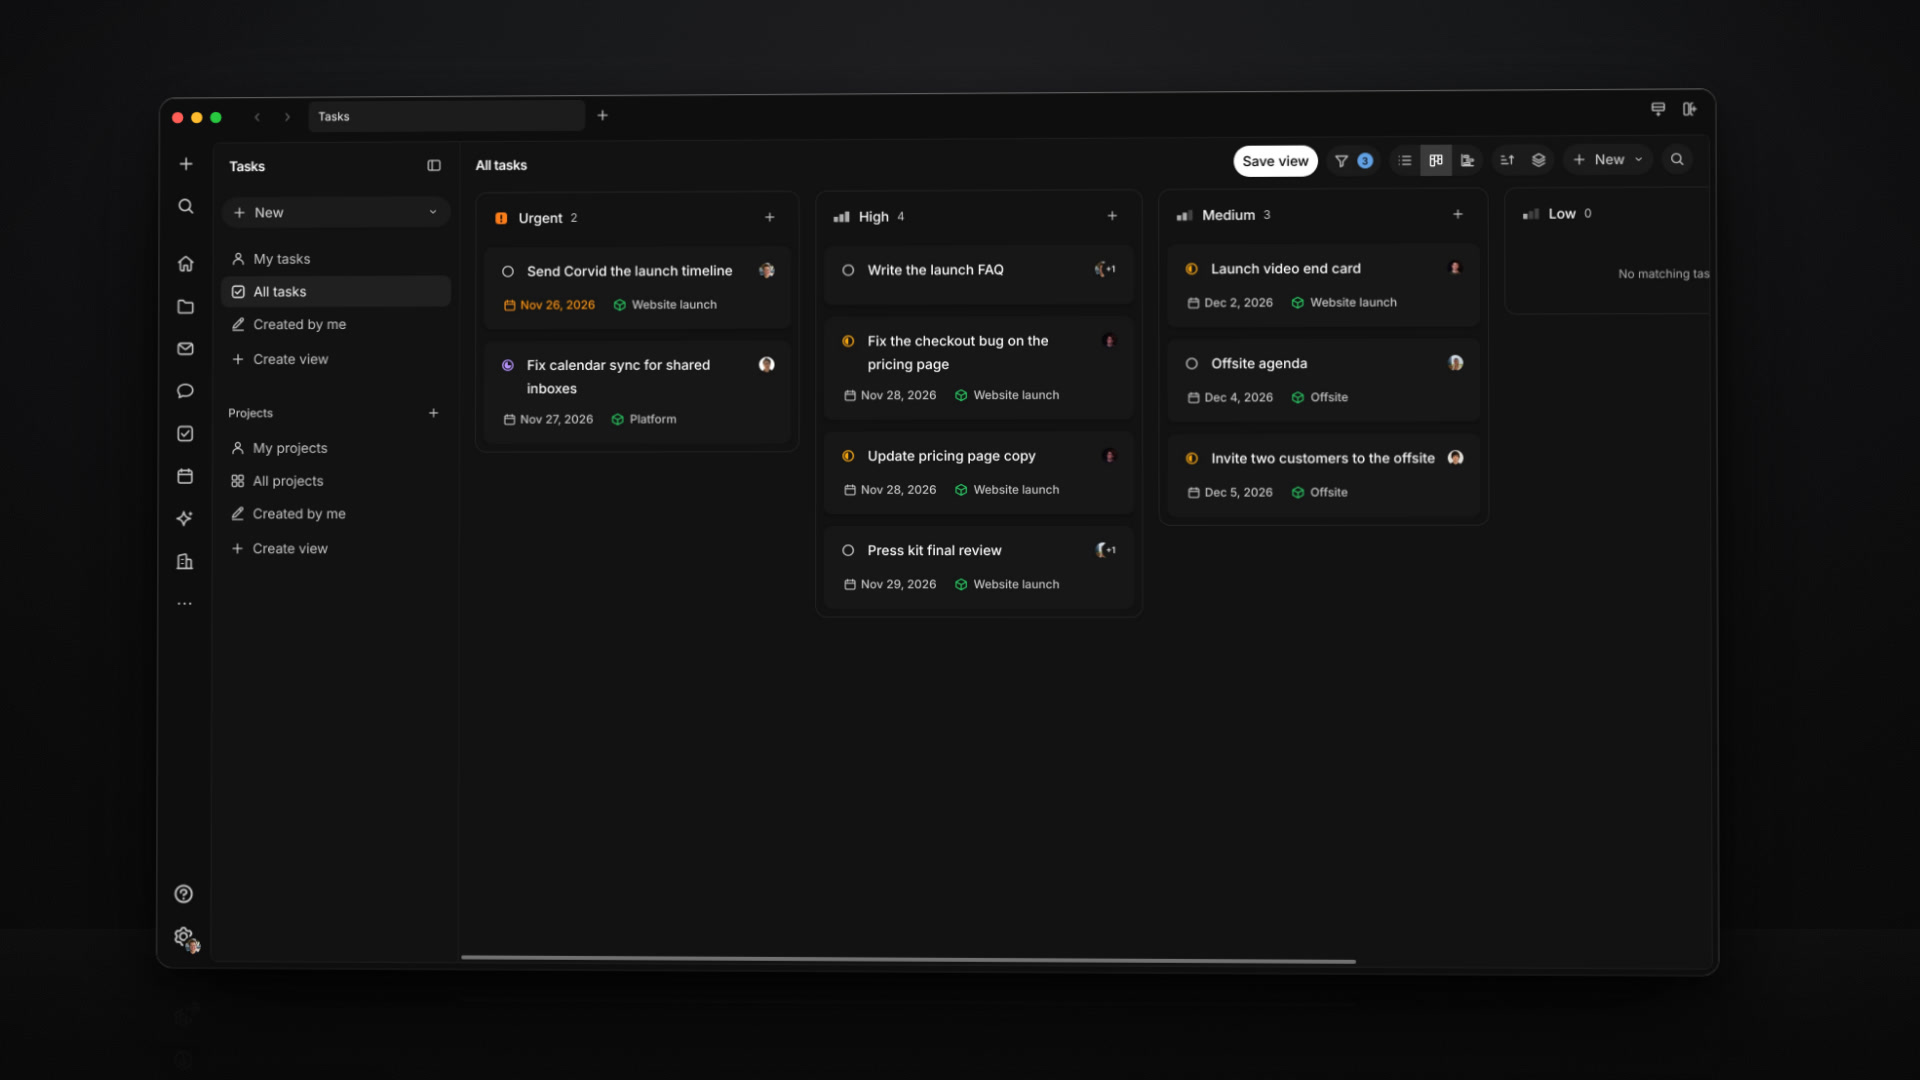 Tasks
Tasks
New
My tasks
All tasks
Created by me
Create view
Projects
My projects
All projects
Created by me
Create view
All tasks
Save view
3
New
Urgent 2
Send Corvid the launch timeline
Nov 26, 2026 Website launch
Fix calendar sync for shared
inboxes
Nov 27, 2026 Platform
High 4
Write the launch FAQ
+1
Fix the checkout bug on the
pricing page
Nov 28, 2026 Website launch
Update pricing page copy
Nov 28, 2026 Website launch
Press kit final review
+1
Nov 29, 2026 Website launch
Medium 3
Launch video end card
Dec 2, 2026 Website launch
Offsite agenda
Dec 4, 2026 Offsite
Invite two customers to the offsite
Dec 5, 2026 Offsite
Low 0
No matching tas